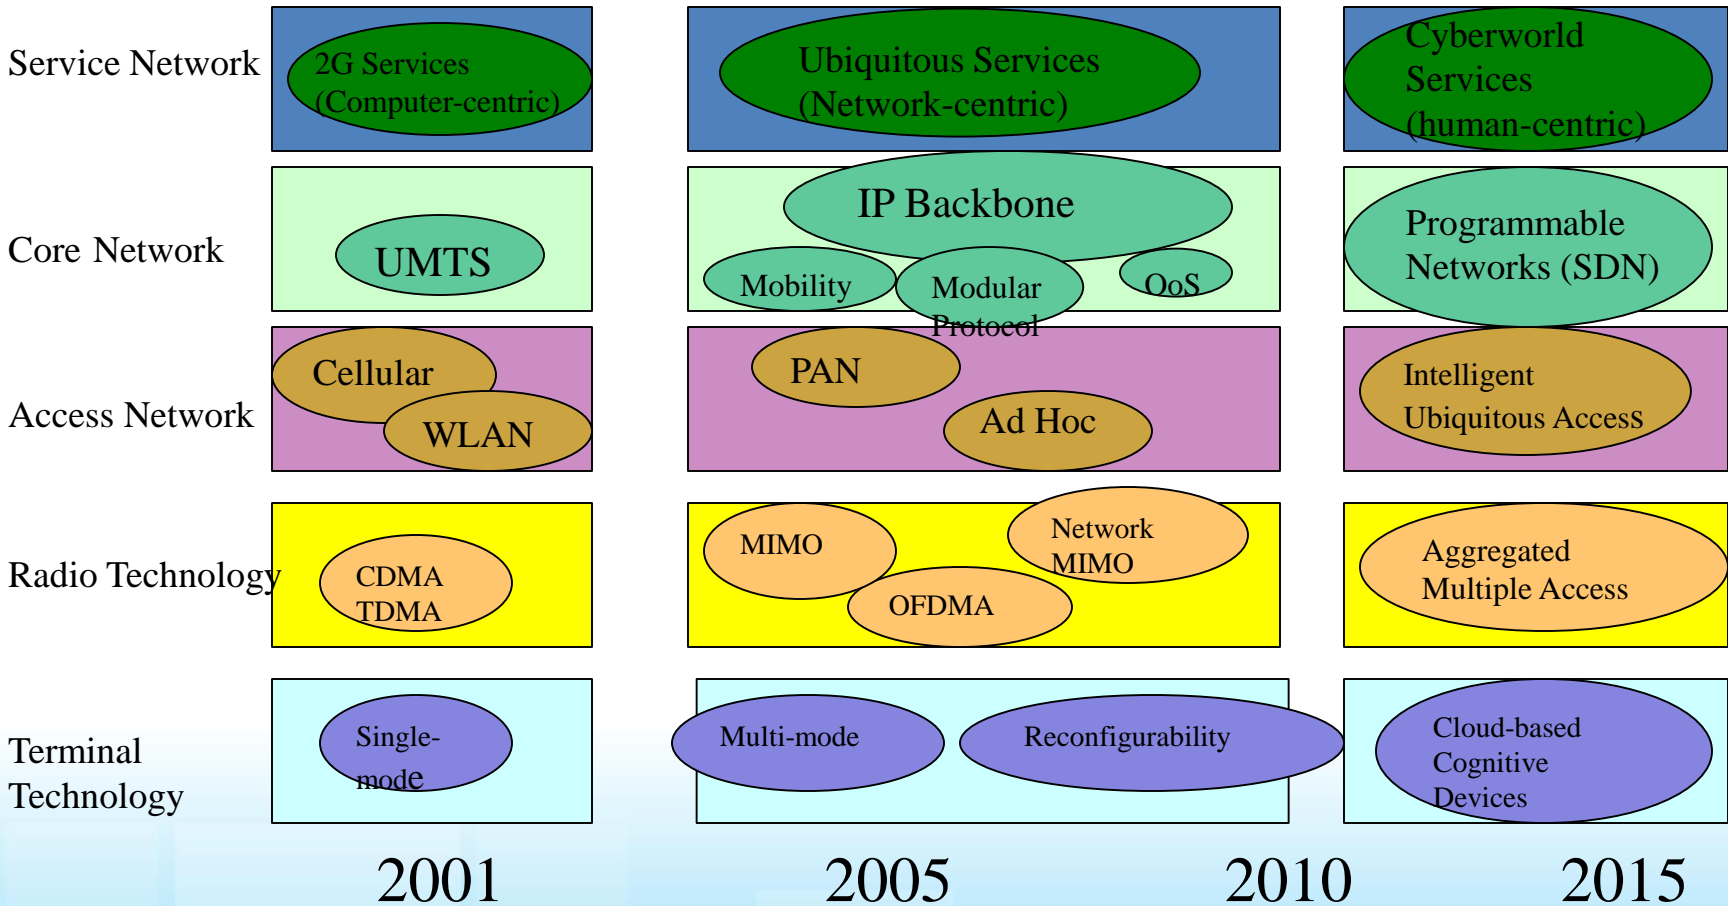 Service Network
2G Services
(Computer-centric)
Ubiquitous Services
(Network-centric)
Cyberworld
Services
(human-centric)
Core Network
UMTS
IP Backbone
Mobility
Modular
Protocol
QoS
Programmable
Networks (SDN)
Access Network
Cellular
WLAN
PAN
Ad Hoc
Intelligent
Ubiquitous Access
Radio Technology
CDMA
TDMA
MIMO
OFDMA
Network
MIMO
Aggregated
Multiple Access
Terminal
Technology
Single-
mode
Multi-mode
Reconfigurability
Cloud-based
Cognitive
Devices
2001
2005
2010
2015